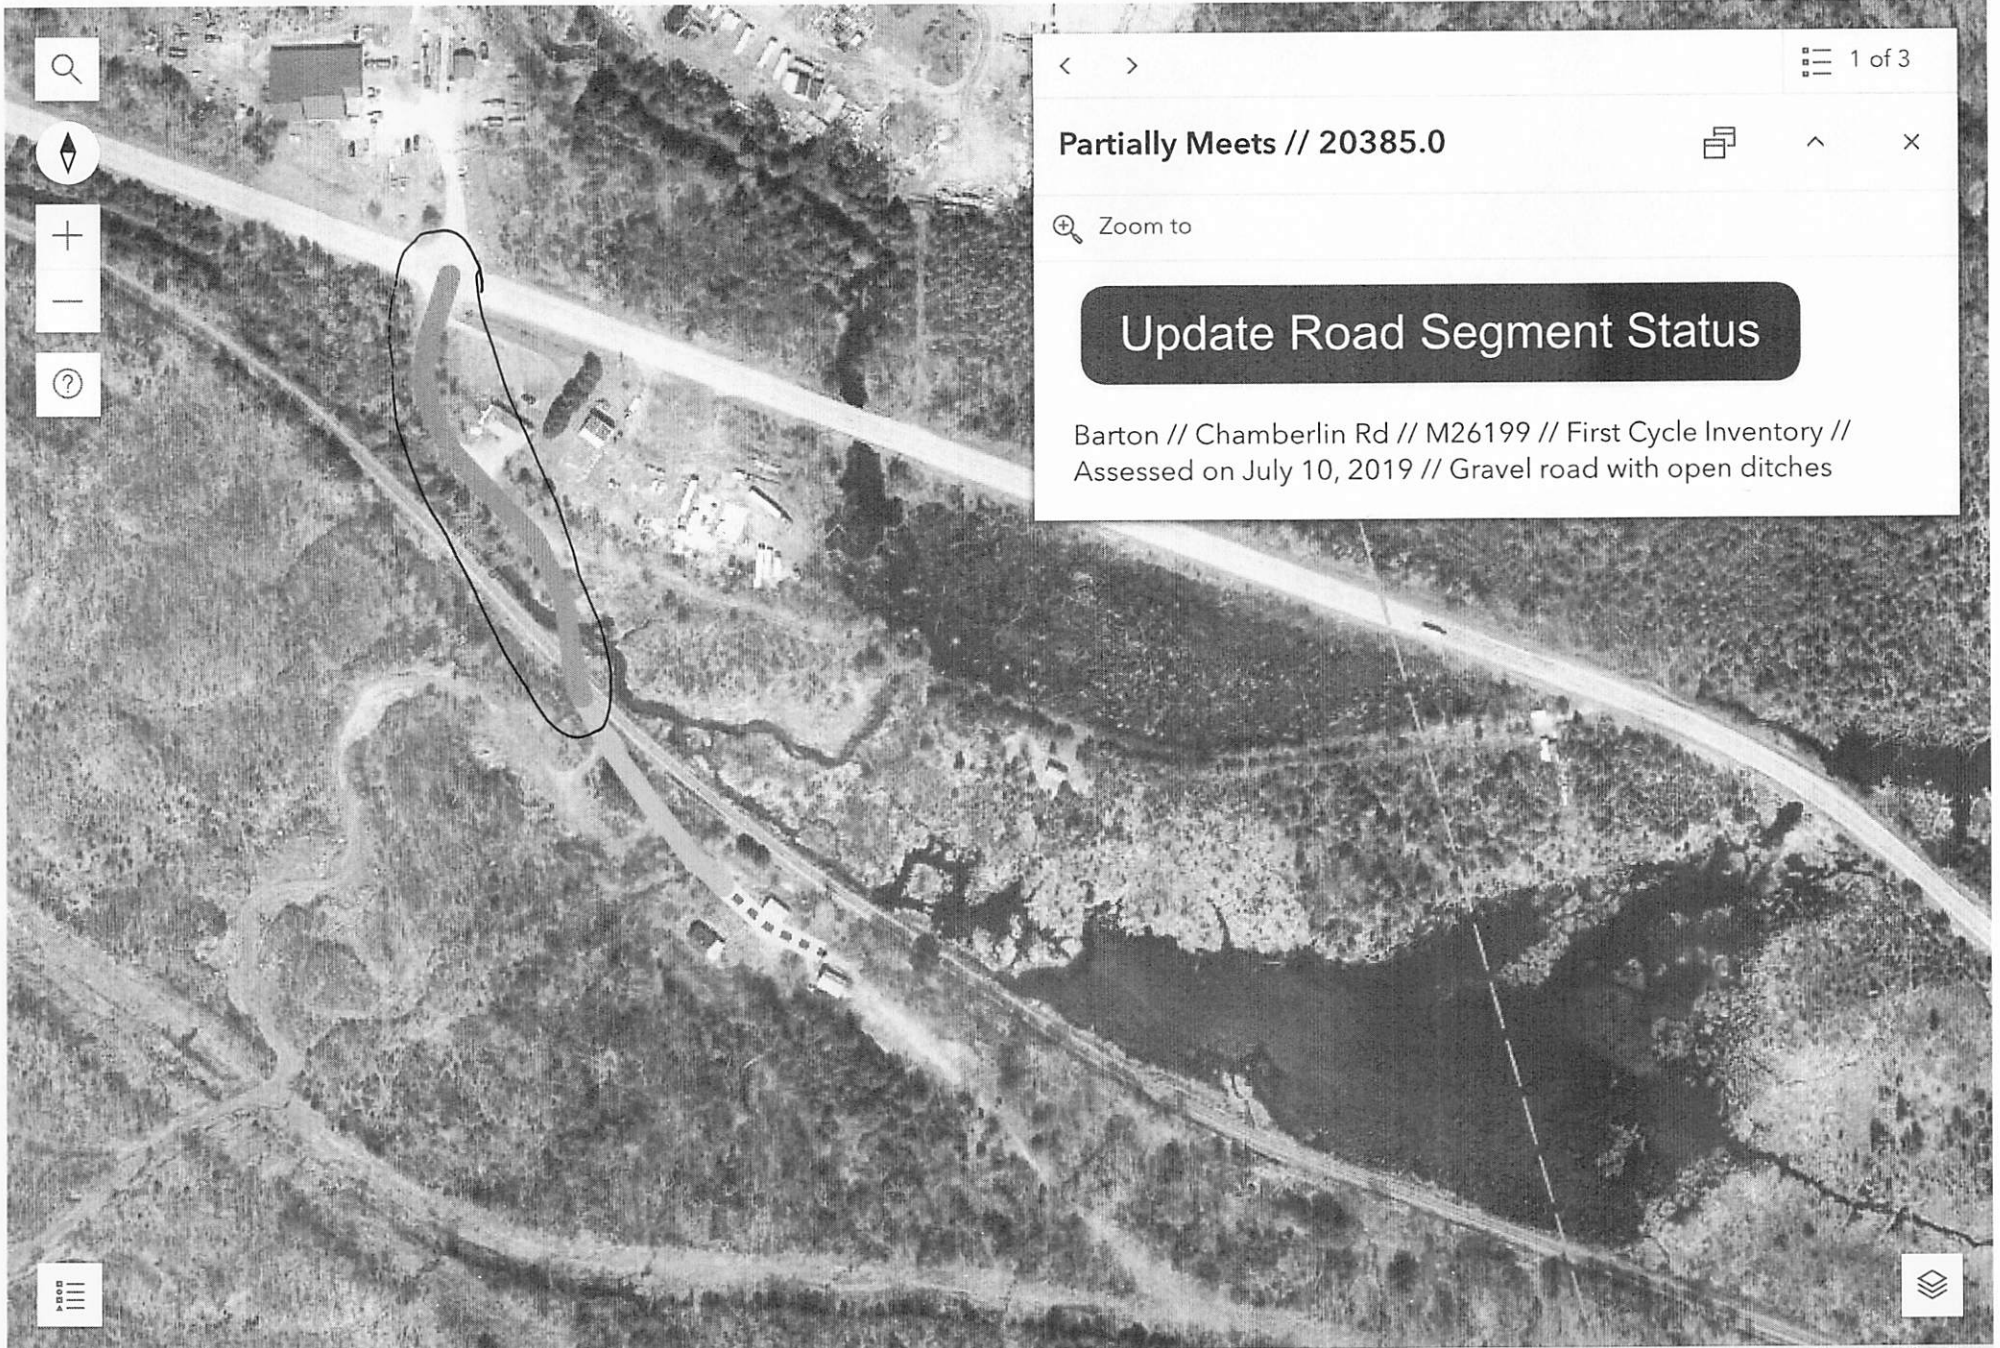 1 of 3
Partially Meets // 20385.0
Zoom to
Update Road Segment Status
Barton // Chamberlin Rd // M26199 // First Cycle Inventory //
Assessed on July 10, 2019 // Gravel road with open ditches